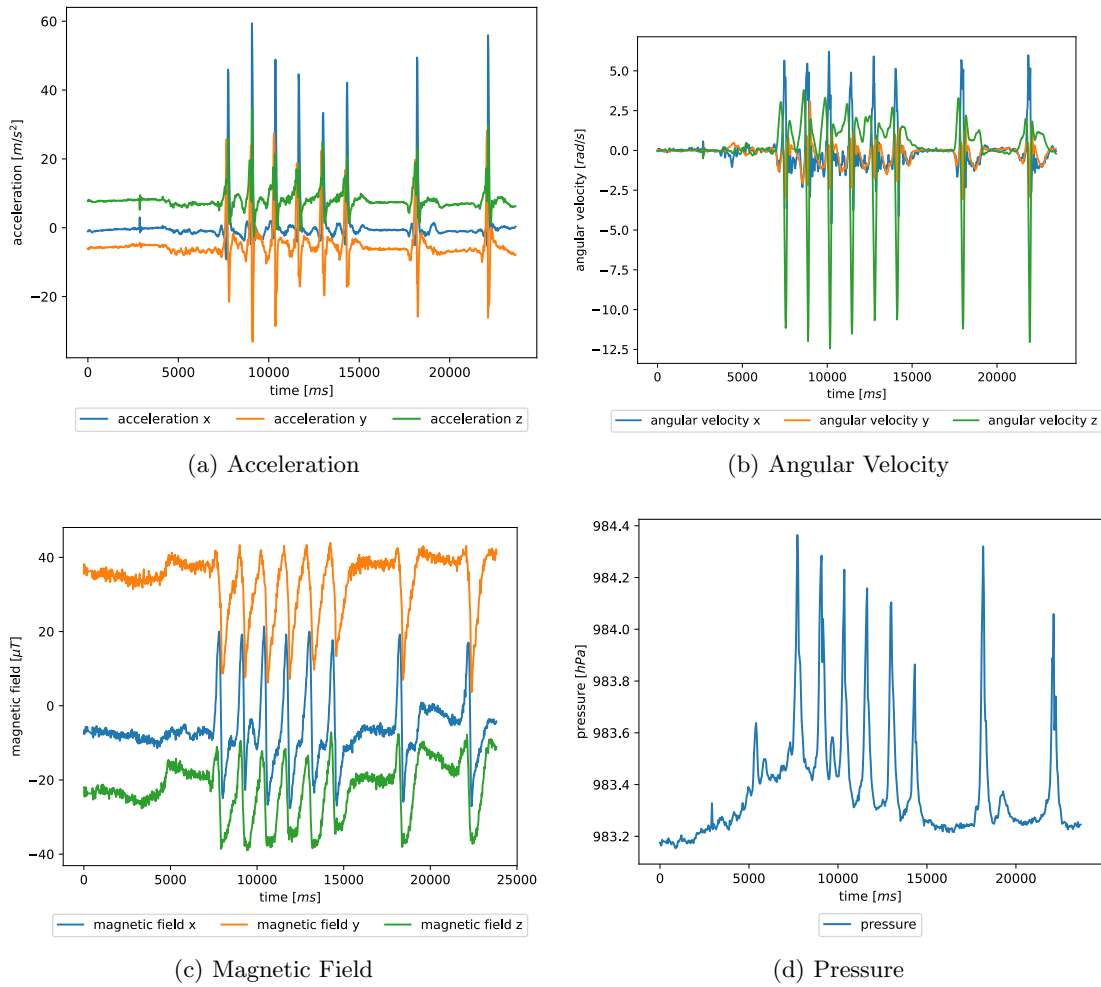 60
40
20
0
−20
acceleration [m/s²]
0 5000 10000 15000 20000
time [ms]
acceleration x acceleration y acceleration z
(a) Acceleration
5.0
2.5
0.0
−2.5
−5.0
−7.5
−10.0
−12.5
angular velocity [rad/s]
0 5000 10000 15000 20000
time [ms]
angular velocity x angular velocity y angular velocity z
(b) Angular Velocity
40
20
0
−20
−40
magnetic field [μT]
0 5000 10000 15000 20000 25000
time [ms]
magnetic field x magnetic field y magnetic field z
(c) Magnetic Field
984.4
984.2
984.0
983.8
983.6
983.4
983.2
pressure [hPa]
0 5000 10000 15000 20000
time [ms]
pressure
(d) Pressure